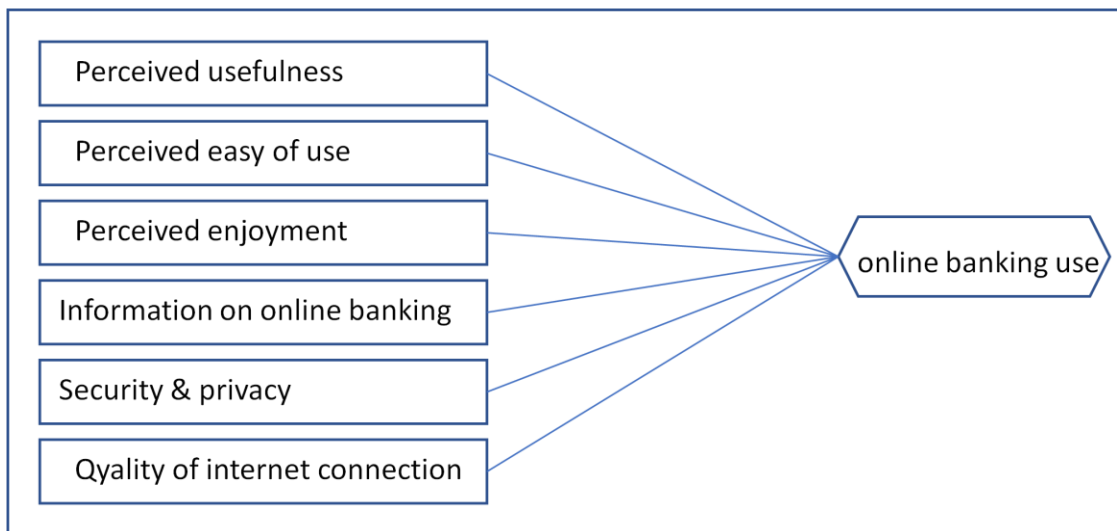 Perceived usefulness
Perceived easy of use
Perceived enjoyment
Information on online banking
Security & privacy
Qyality of internet connection
online banking use